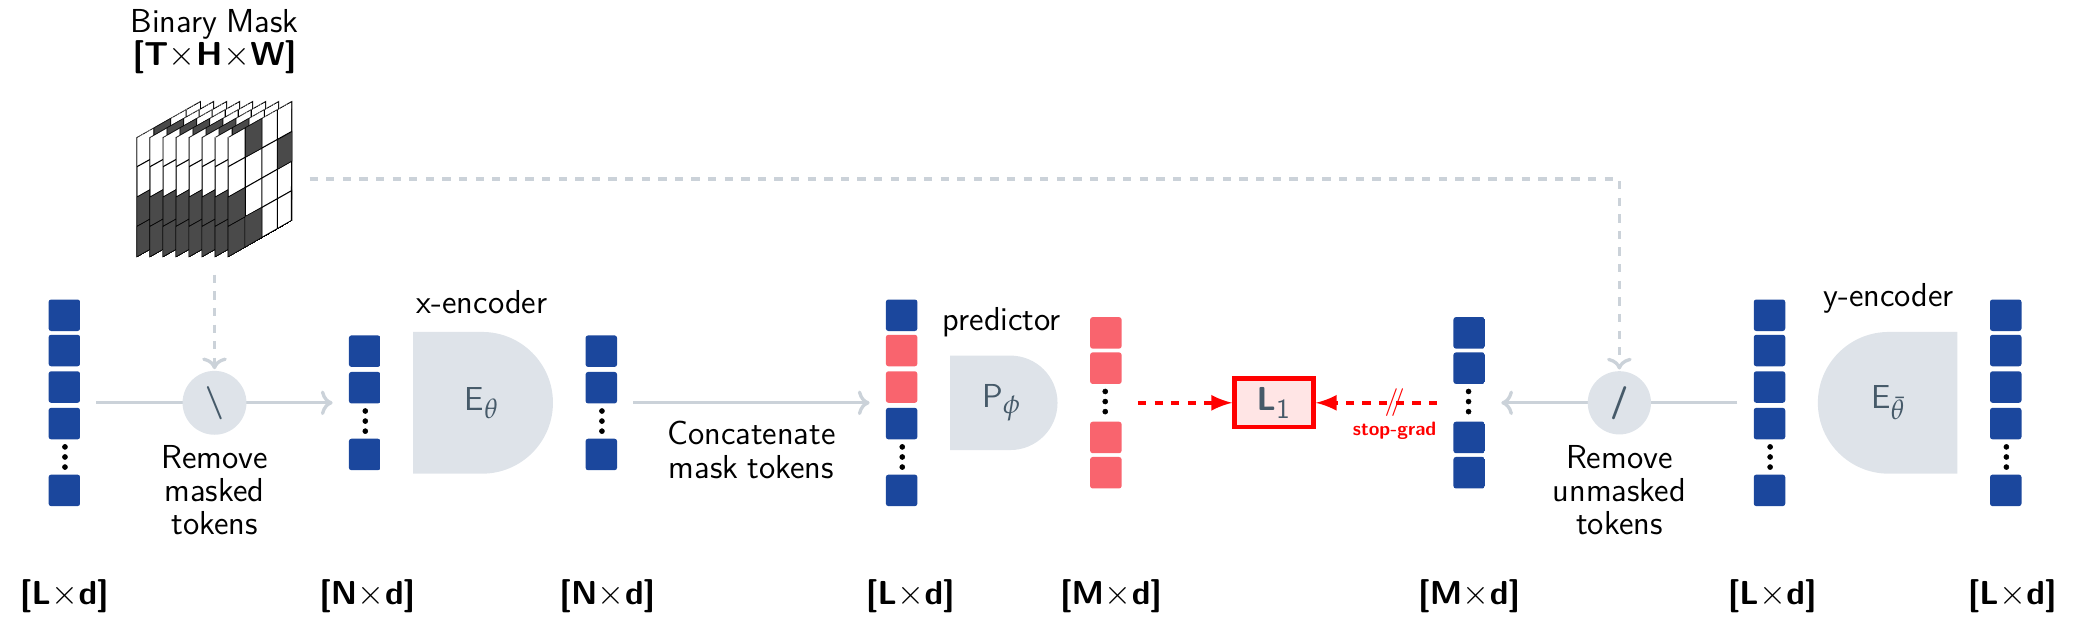 Binary Mask
[T×H×W]
x-encoder
predictor
y-encoder
\
E_θ
P_ϕ
L_1
//
/
E_θ̄
stop-grad
Concatenate
mask tokens
Remove
masked
tokens
Remove
unmasked
tokens
[L×d]
[N×d]
[N×d]
[L×d]
[M×d]
[M×d]
[L×d]
[L×d]